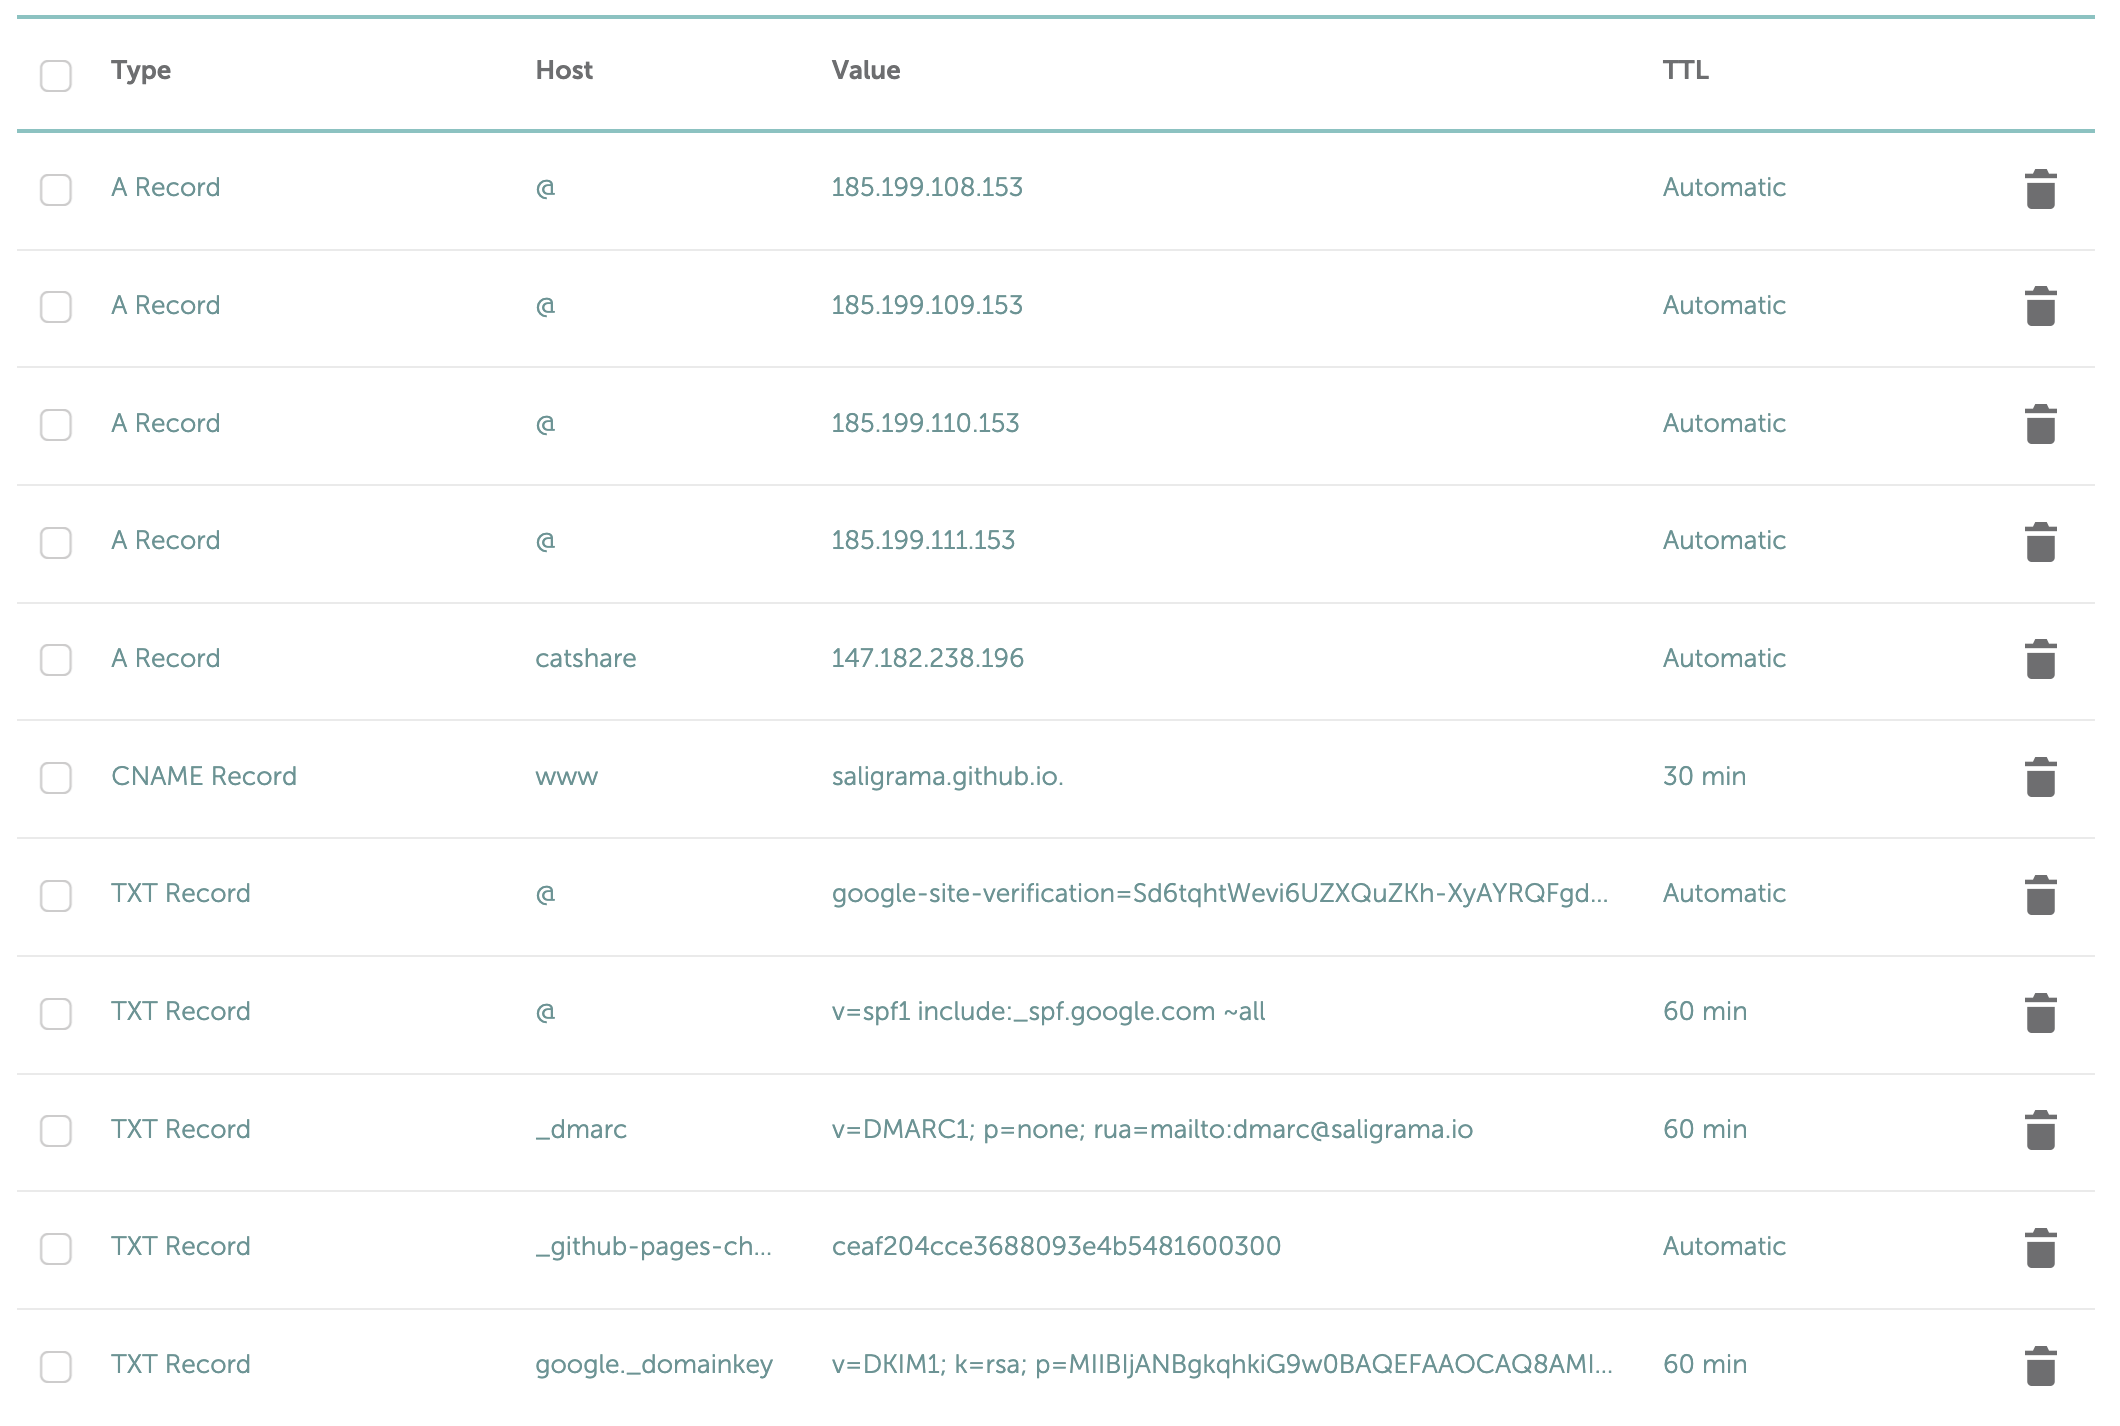 Type Host Value TTL
A Record @ 185.199.108.153 Automatic
A Record @ 185.199.109.153 Automatic
A Record @ 185.199.110.153 Automatic
A Record @ 185.199.111.153 Automatic
A Record catshare 147.182.238.196 Automatic
CNAME Record www saligrama.github.io. 30 min
TXT Record @ google-site-verification=Sd6tqhtWevi6UZXQuZKh-XyAYRQFgd... Automatic
TXT Record @ v=spf1 include:_spf.google.com ~all 60 min
TXT Record _dmarc v=DMARC1; p=none; rua=mailto:dmarc@saligrama.io 60 min
TXT Record _github-pages-ch... ceaf204cce3688093e4b5481600300 Automatic
TXT Record google._domainkey v=DKIM1; k=rsa; p=MIIBIjANBgkqhkiG9w0BAQEFAAOCAQ8AMI... 60 min